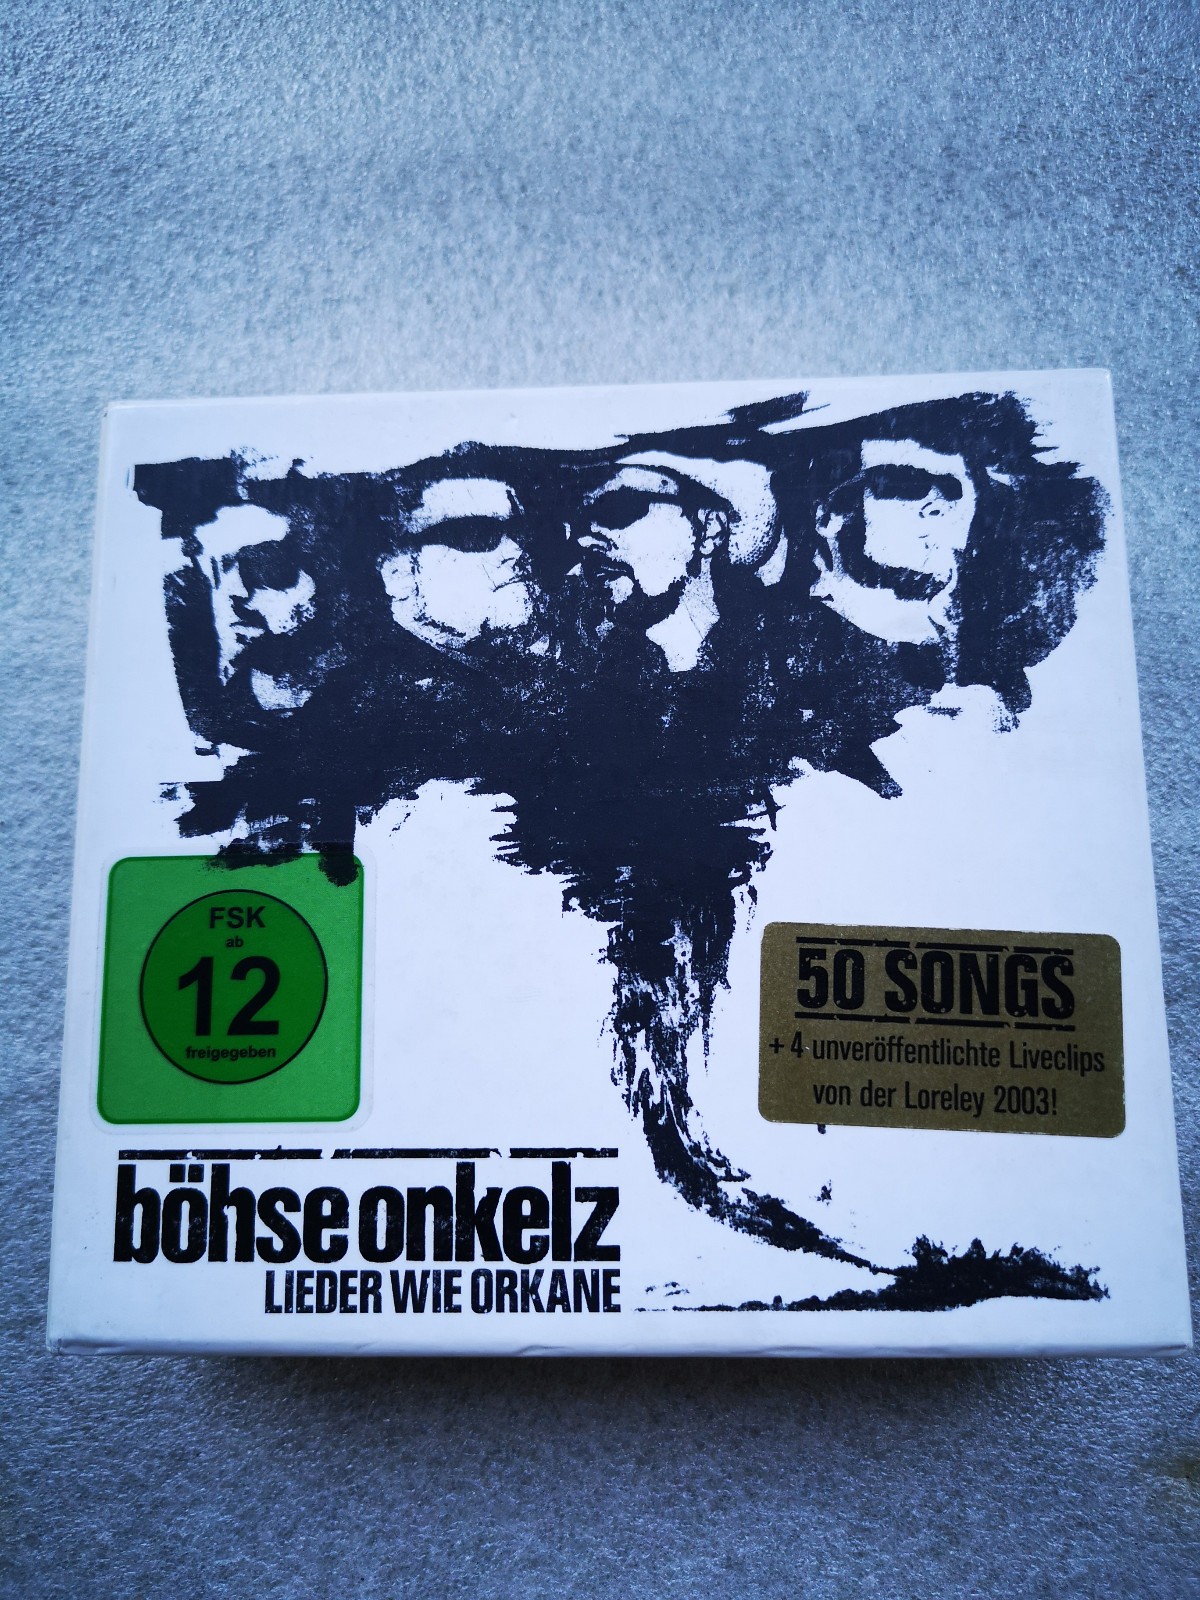 FSK
ab
12
freigegeben
50 SONGS
+ 4 unveröffentlichte Liveclips
von der Loreley 2003!
böhse onkelz
LIEDER WIE ORKANE